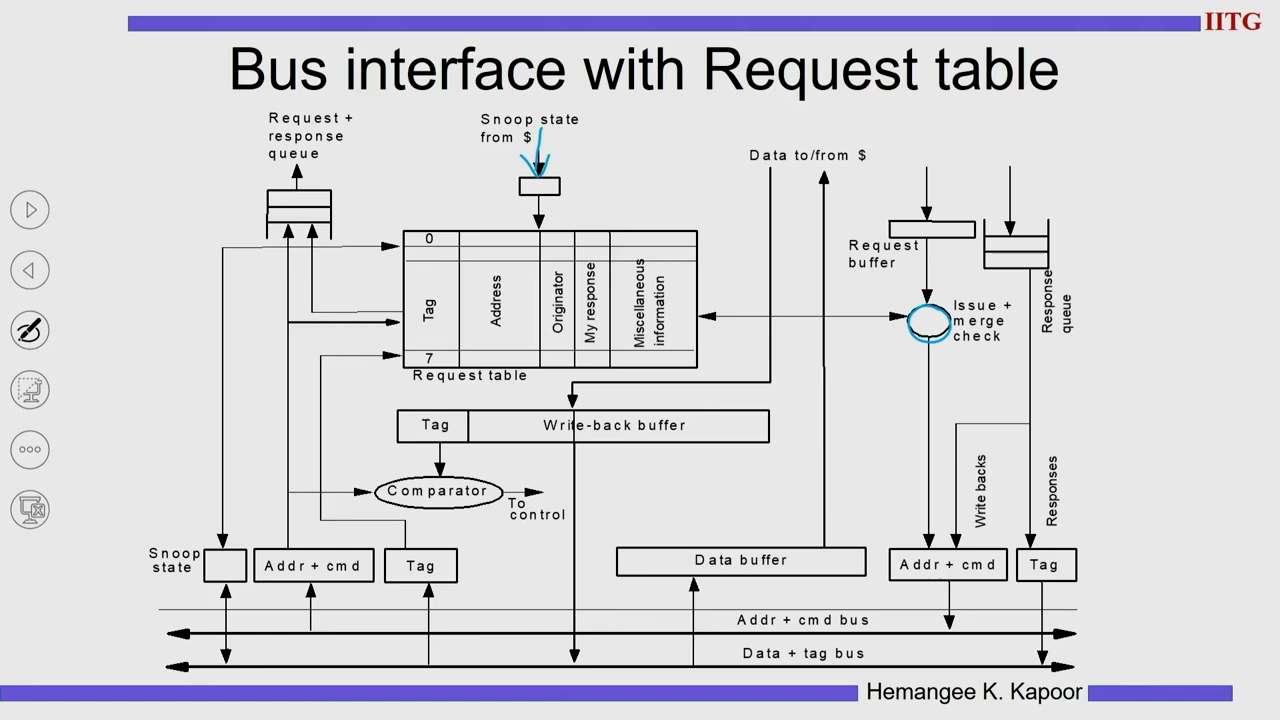 IITG
Bus interface with Request table
Request +
response
queue
Snoop state
from $
Data to/from $
Request
buffer
Issue +
merge
check
Response
queue
0
Tag
Address
Originator
My response
Miscellaneous
information
7
Request table
Tag
Write-back buffer
Comparator
To
control
Write backs
Responses
Snoop
state
Addr + cmd
Tag
Data buffer
Addr + cmd
Tag
Addr + cmd bus
Data + tag bus
Hemangee K. Kapoor